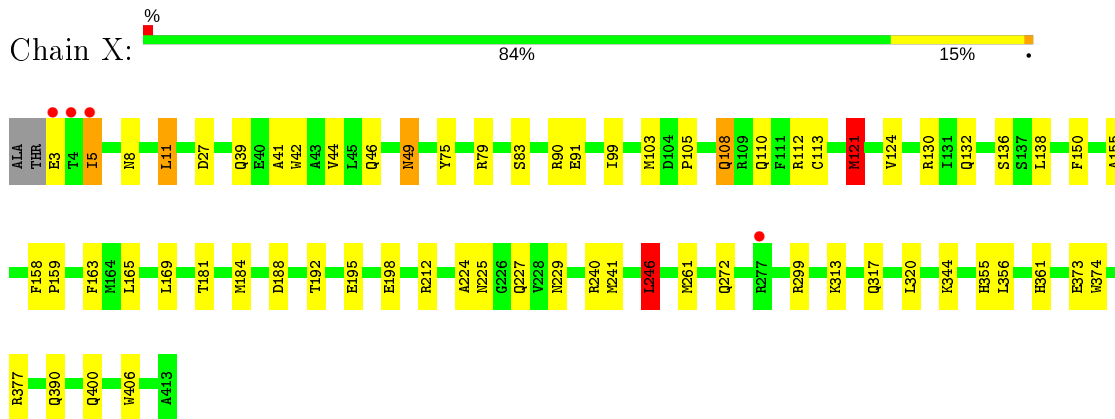 %
Chain X:
84% 15% •
ALA THR E3 T4 I5 N8 L11 D27 Q39 E40 A41 W42 A43 V44 L45 Q46 N49 Y75 R79 S83 R90 E91 I99 M103 D104 P105 Q108 R109 Q110 F111 R112 C113 M121 V124 R130 I131 Q132 S136 S137 L138 F150 A155
F158 P159 F163 M164 L165 L169 T181 M184 D188 T192 E195 E198 R212 A224 N225 G226 Q227 V228 N229 R240 M241 L246 M261 Q272 R277 R299 K313 Q317 L320 K344 H355 L356 H361 E373 W374
R377 Q390 Q400 W406 A413